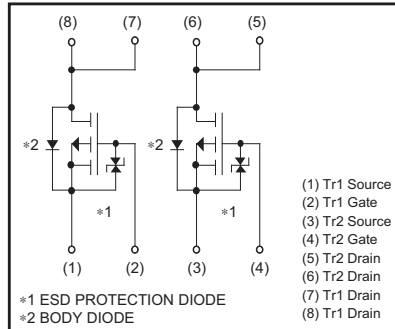 (8) (7) (6) (5)
∗2 ∗2
∗1 ∗1
(1) (2) (3) (4)
(1) Tr1 Source
(2) Tr1 Gate
(3) Tr2 Source
(4) Tr2 Gate
(5) Tr2 Drain
(6) Tr2 Drain
(7) Tr1 Drain
(8) Tr1 Drain
∗1 ESD PROTECTION DIODE
∗2 BODY DIODE